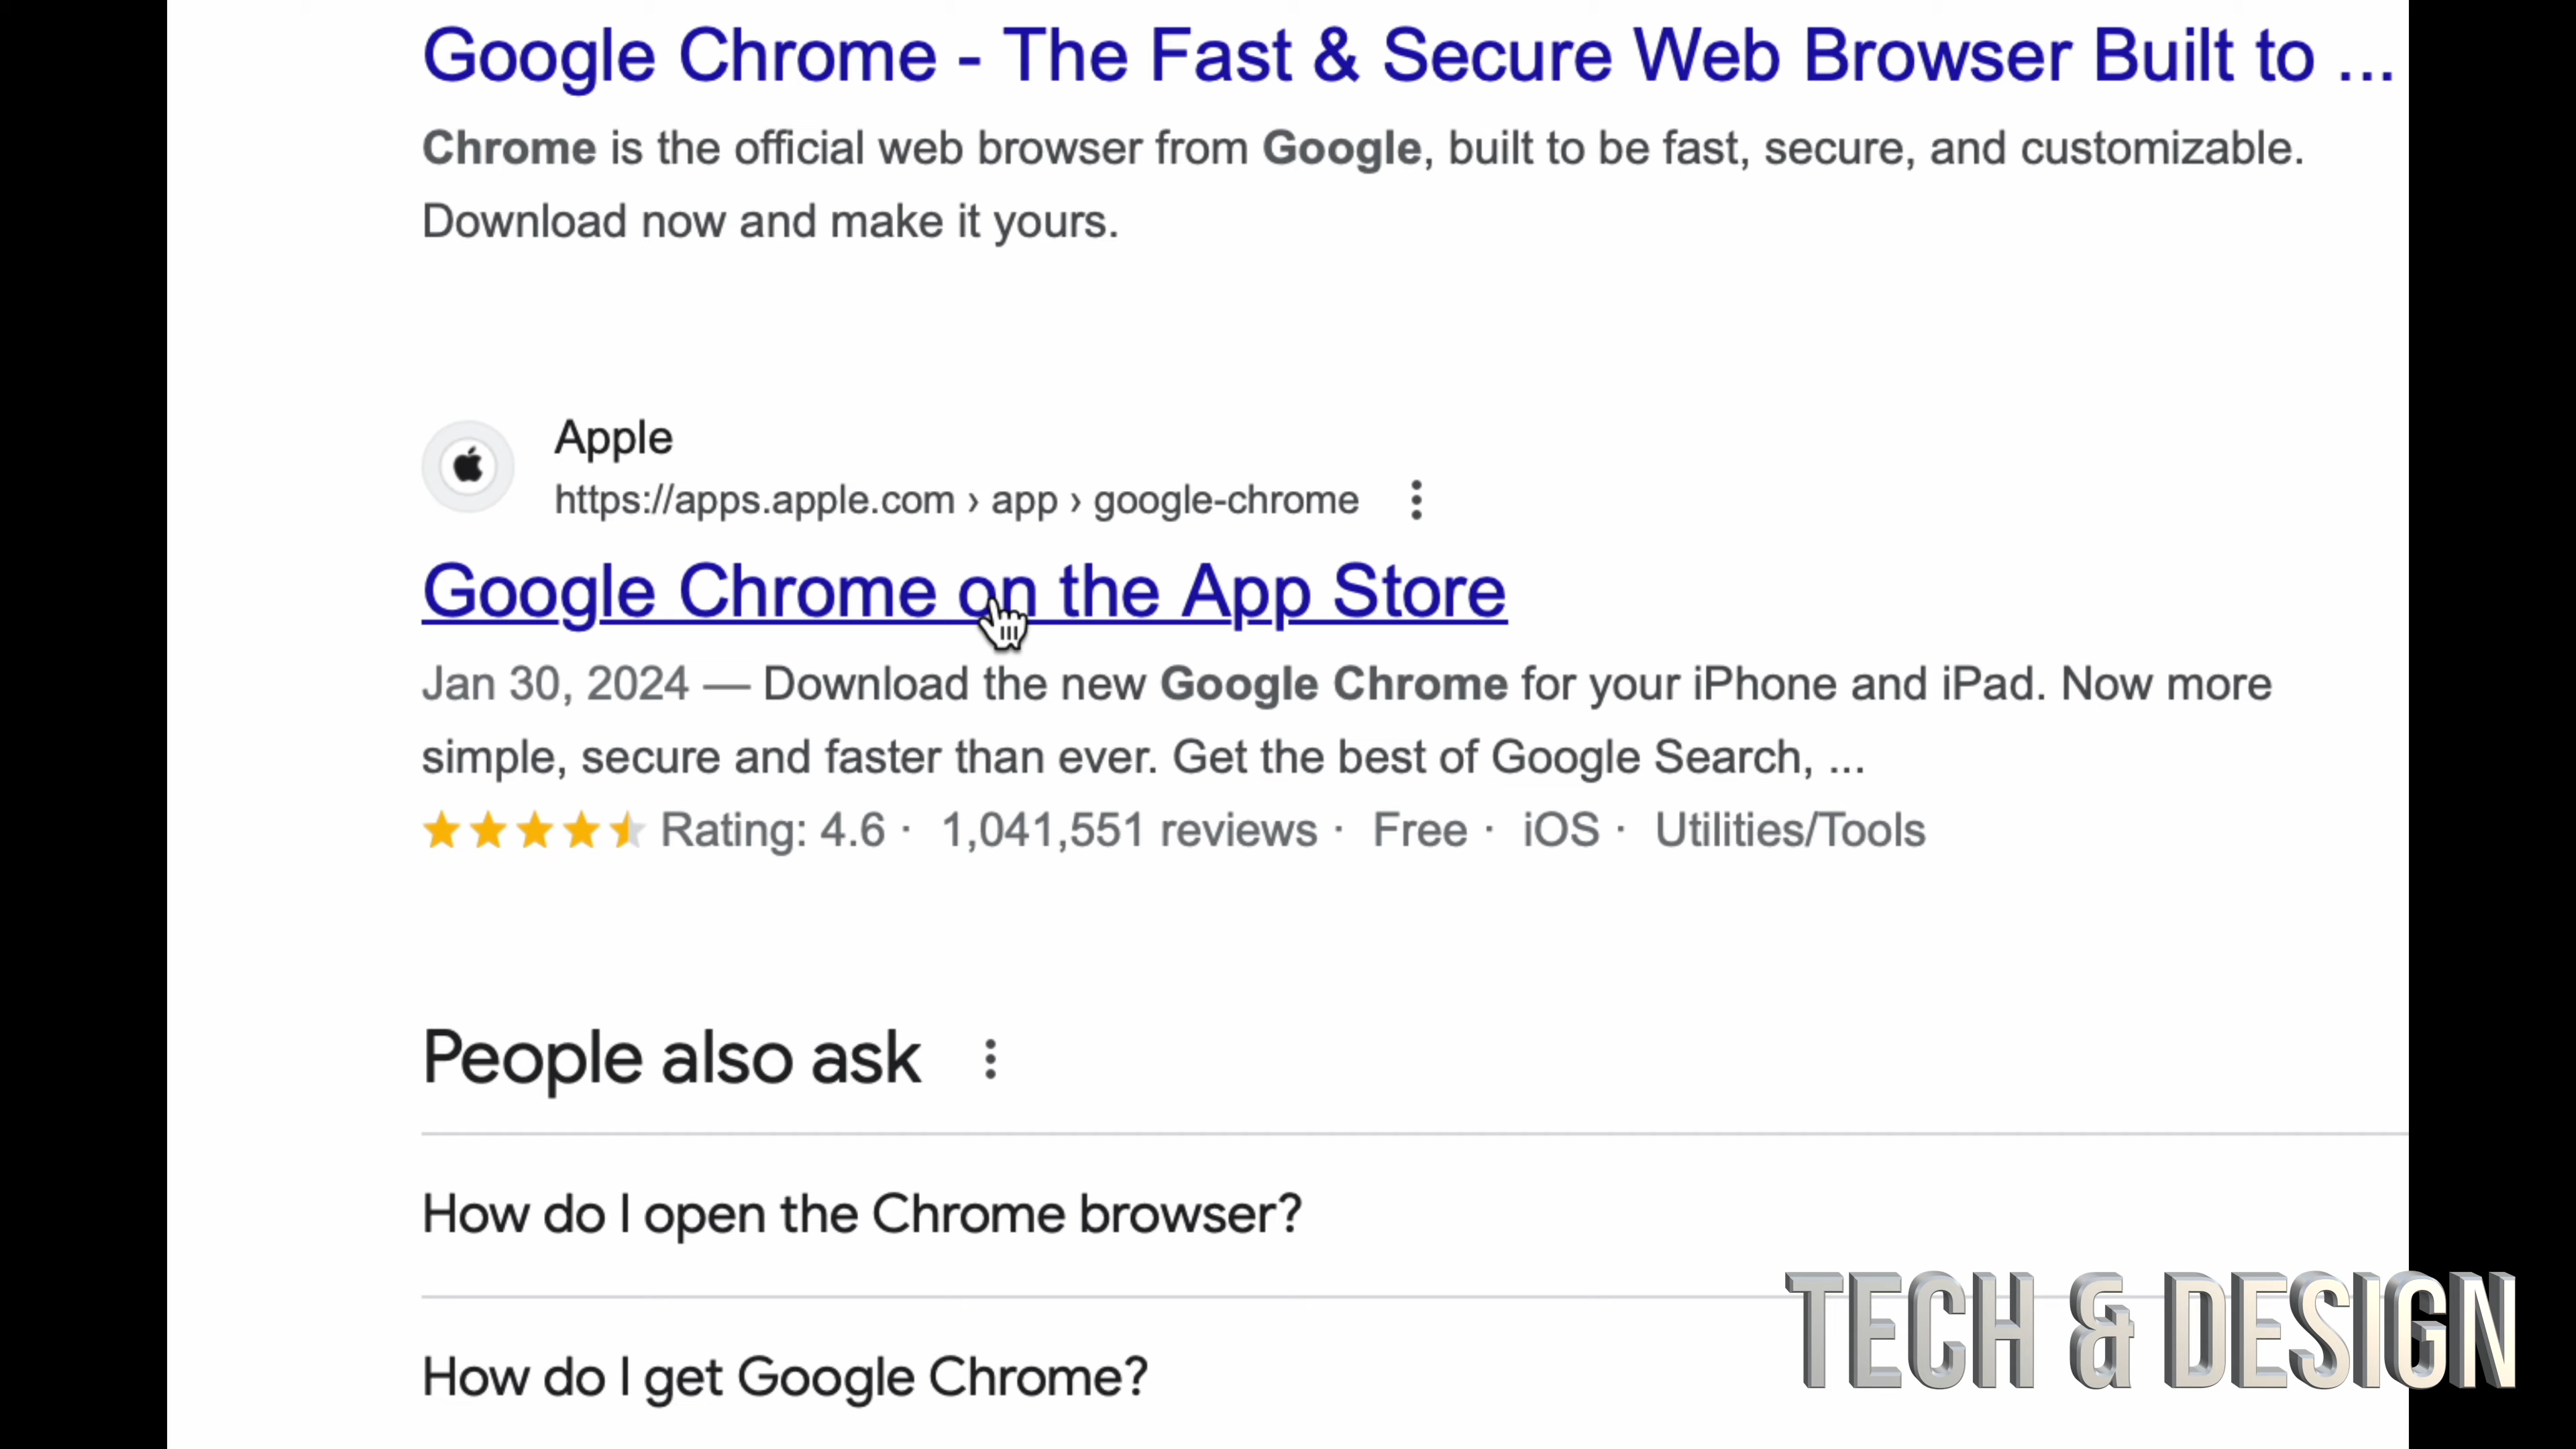 Google Chrome - The Fast & Secure Web Browser Built to ...
Chrome is the official web browser from Google, built to be fast, secure, and customizable.
Download now and make it yours.
Apple
https://apps.apple.com › app › google-chrome
Google Chrome on the App Store
Jan 30, 2024 — Download the new Google Chrome for your iPhone and iPad. Now more
simple, secure and faster than ever. Get the best of Google Search, ...
Rating: 4.6 · 1,041,551 reviews · Free · iOS · Utilities/Tools
People also ask
How do I open the Chrome browser?
How do I get Google Chrome?
TECH & DESIGN